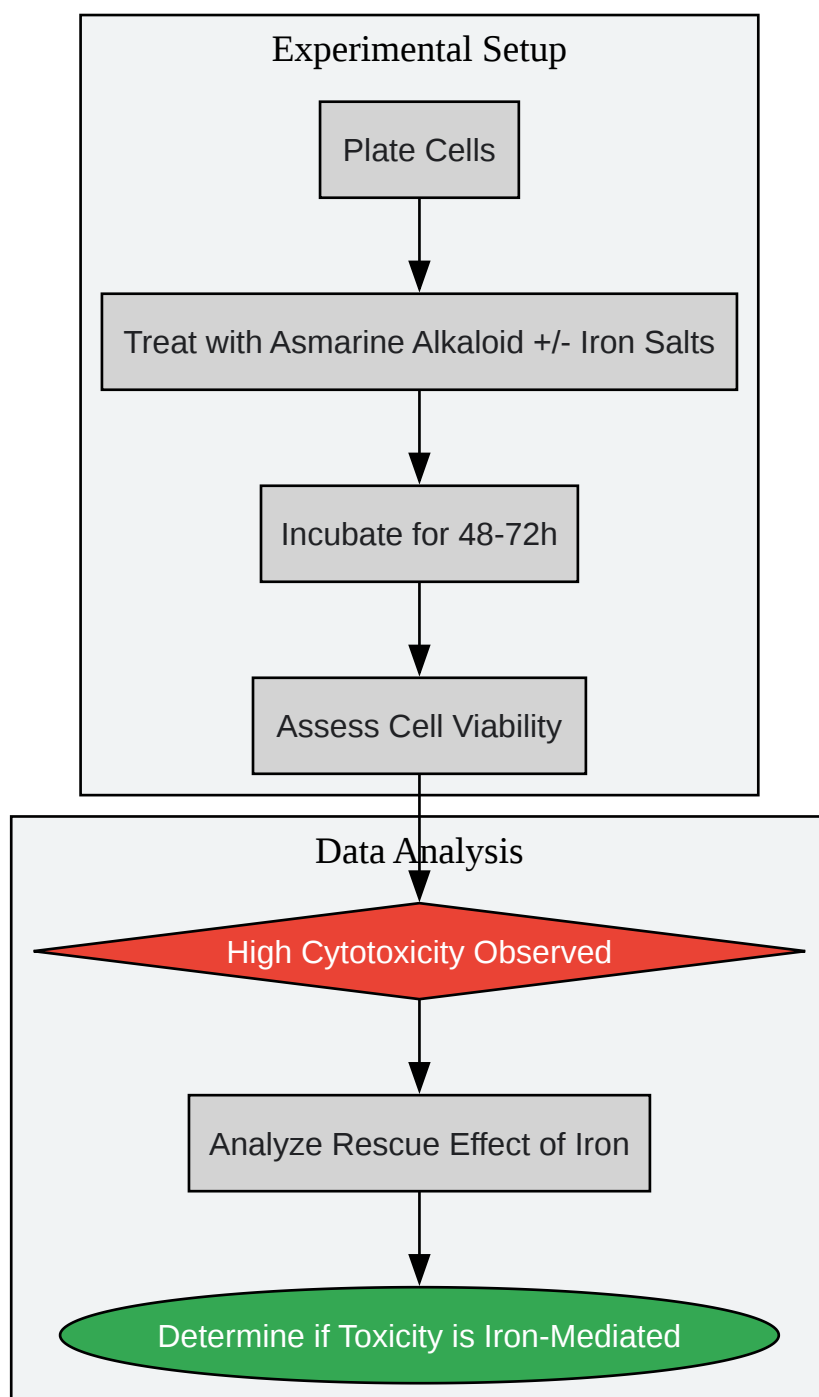 Experimental Setup
Plate Cells
Treat with Asmarine Alkaloid +/- Iron Salts
Incubate for 48-72h
Assess Cell Viability
Data Analysis
High Cytotoxicity Observed
Analyze Rescue Effect of Iron
Determine if Toxicity is Iron-Mediated